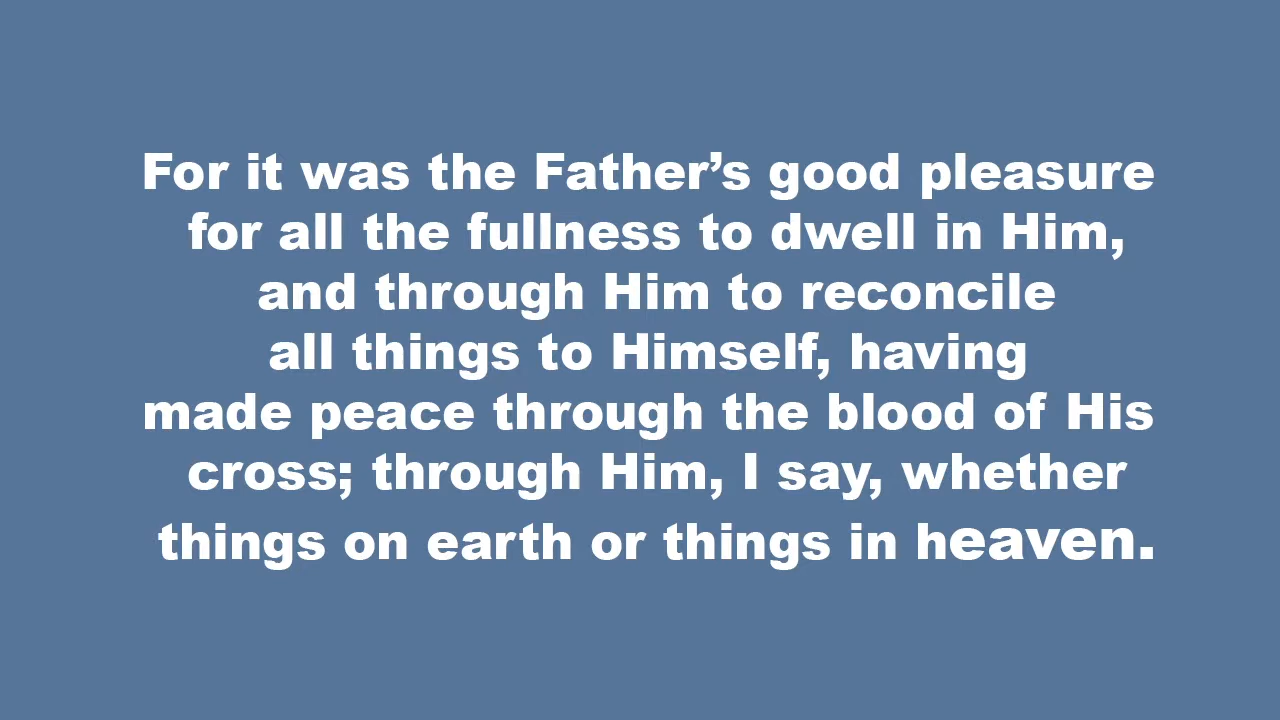 For it was the Father’s good pleasure
for all the fullness to dwell in Him,
and through Him to reconcile
all things to Himself, having
made peace through the blood of His
cross; through Him, I say, whether
things on earth or things in heaven.